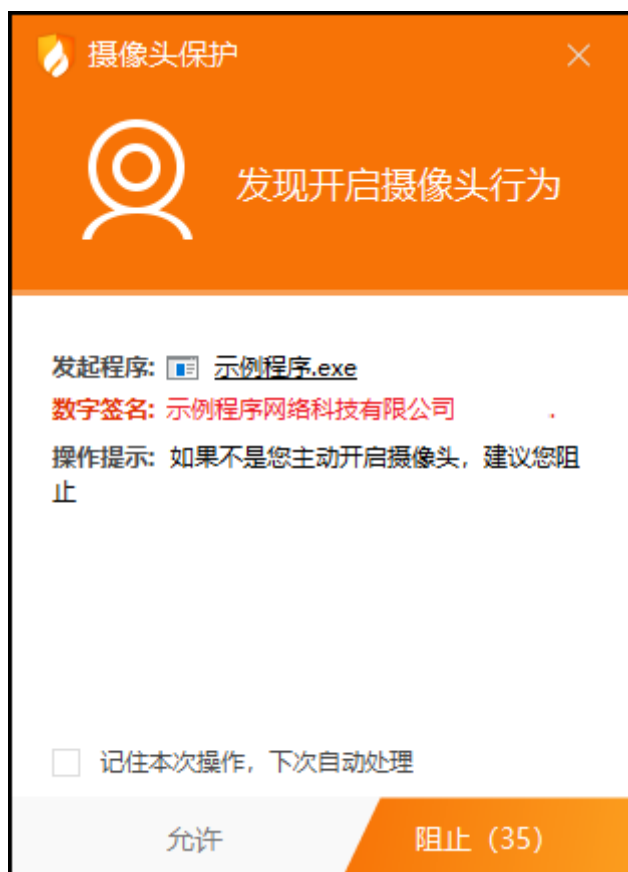 摄像头保护
发现开启摄像头行为
发起程序: 示例程序.exe
数字签名: 示例程序网络科技有限公司 .
操作提示: 如果不是您主动开启摄像头，建议您阻
止
记住本次操作，下次自动处理
允许 阻止（35）